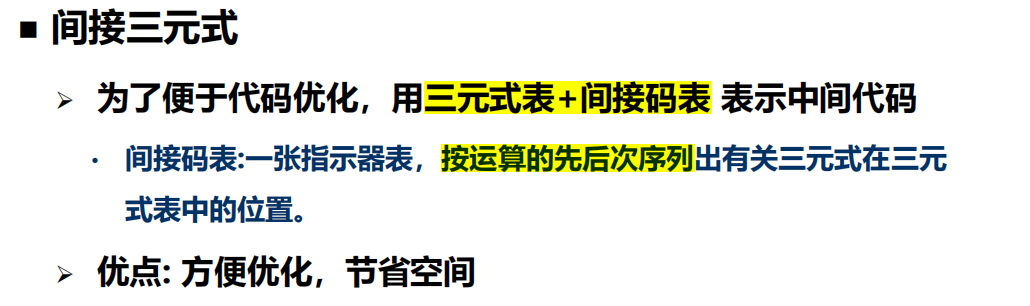 ■ 间接三元式
➢ 为了便于代码优化，用三元式表+间接码表 表示中间代码
• 间接码表:一张指示器表，按运算的先后次序列出有关三元式在三元
式表中的位置。
➢ 优点: 方便优化，节省空间